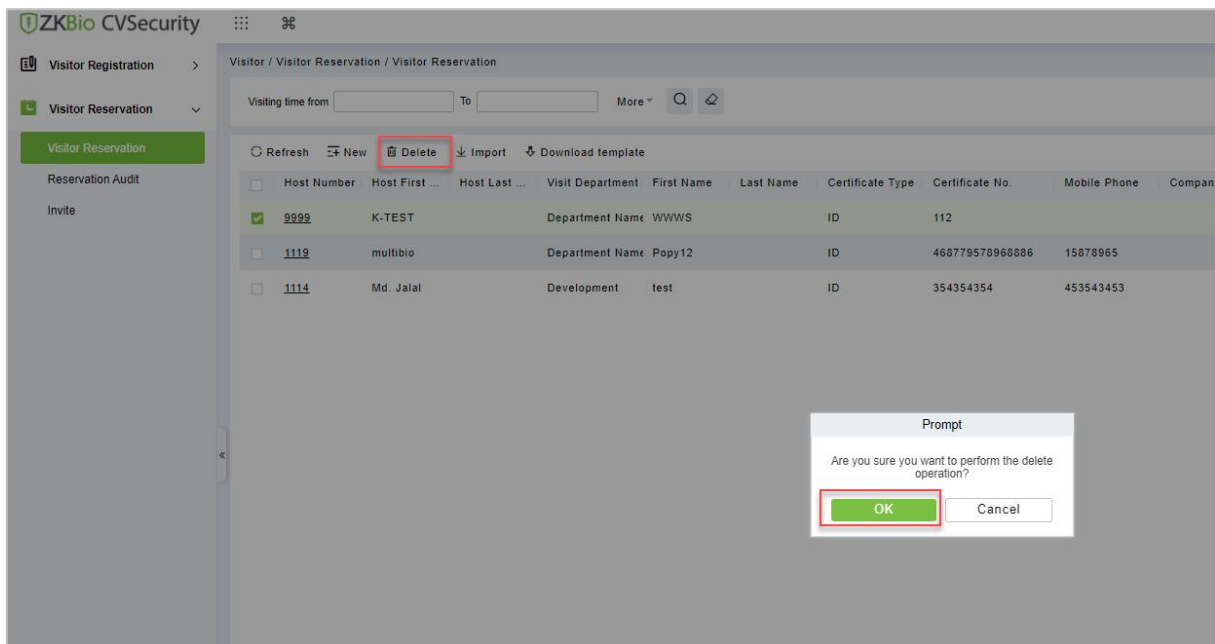 ZKBio CVSecurity
Visitor Registration
Visitor / Visitor Reservation / Visitor Reservation
Visitor Reservation
Visiting time from To More
Visitor Reservation
Refresh New Delete Import Download template
Reservation Audit
Host Number Host First ... Host Last ... Visit Department First Name Last Name Certificate Type Certificate No. Mobile Phone Compan
Invite
9999 K-TEST Department Name WWWS ID 112
1119 multibio Department Name Popy12 ID 468779578968886 15878965
1114 Md. Jalal Development test ID 354354354 453543453
Prompt
Are you sure you want to perform the delete
operation?
OK Cancel